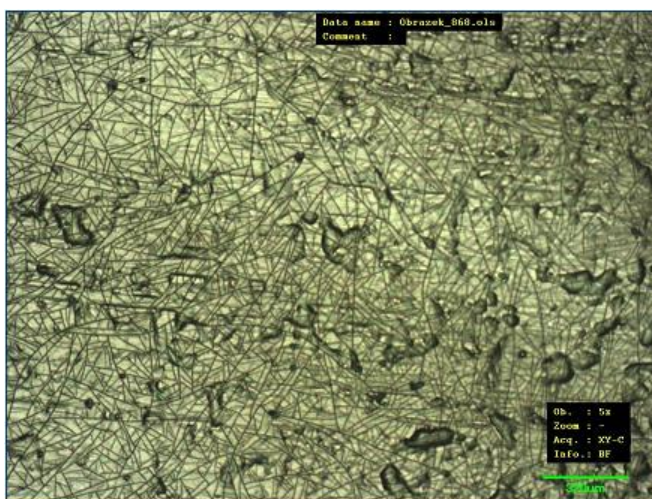 Data name : Obrazek_868.ols
Comment :
Ob. : 5x
Zoom : -
Acq. : XY-C
Info.: BF